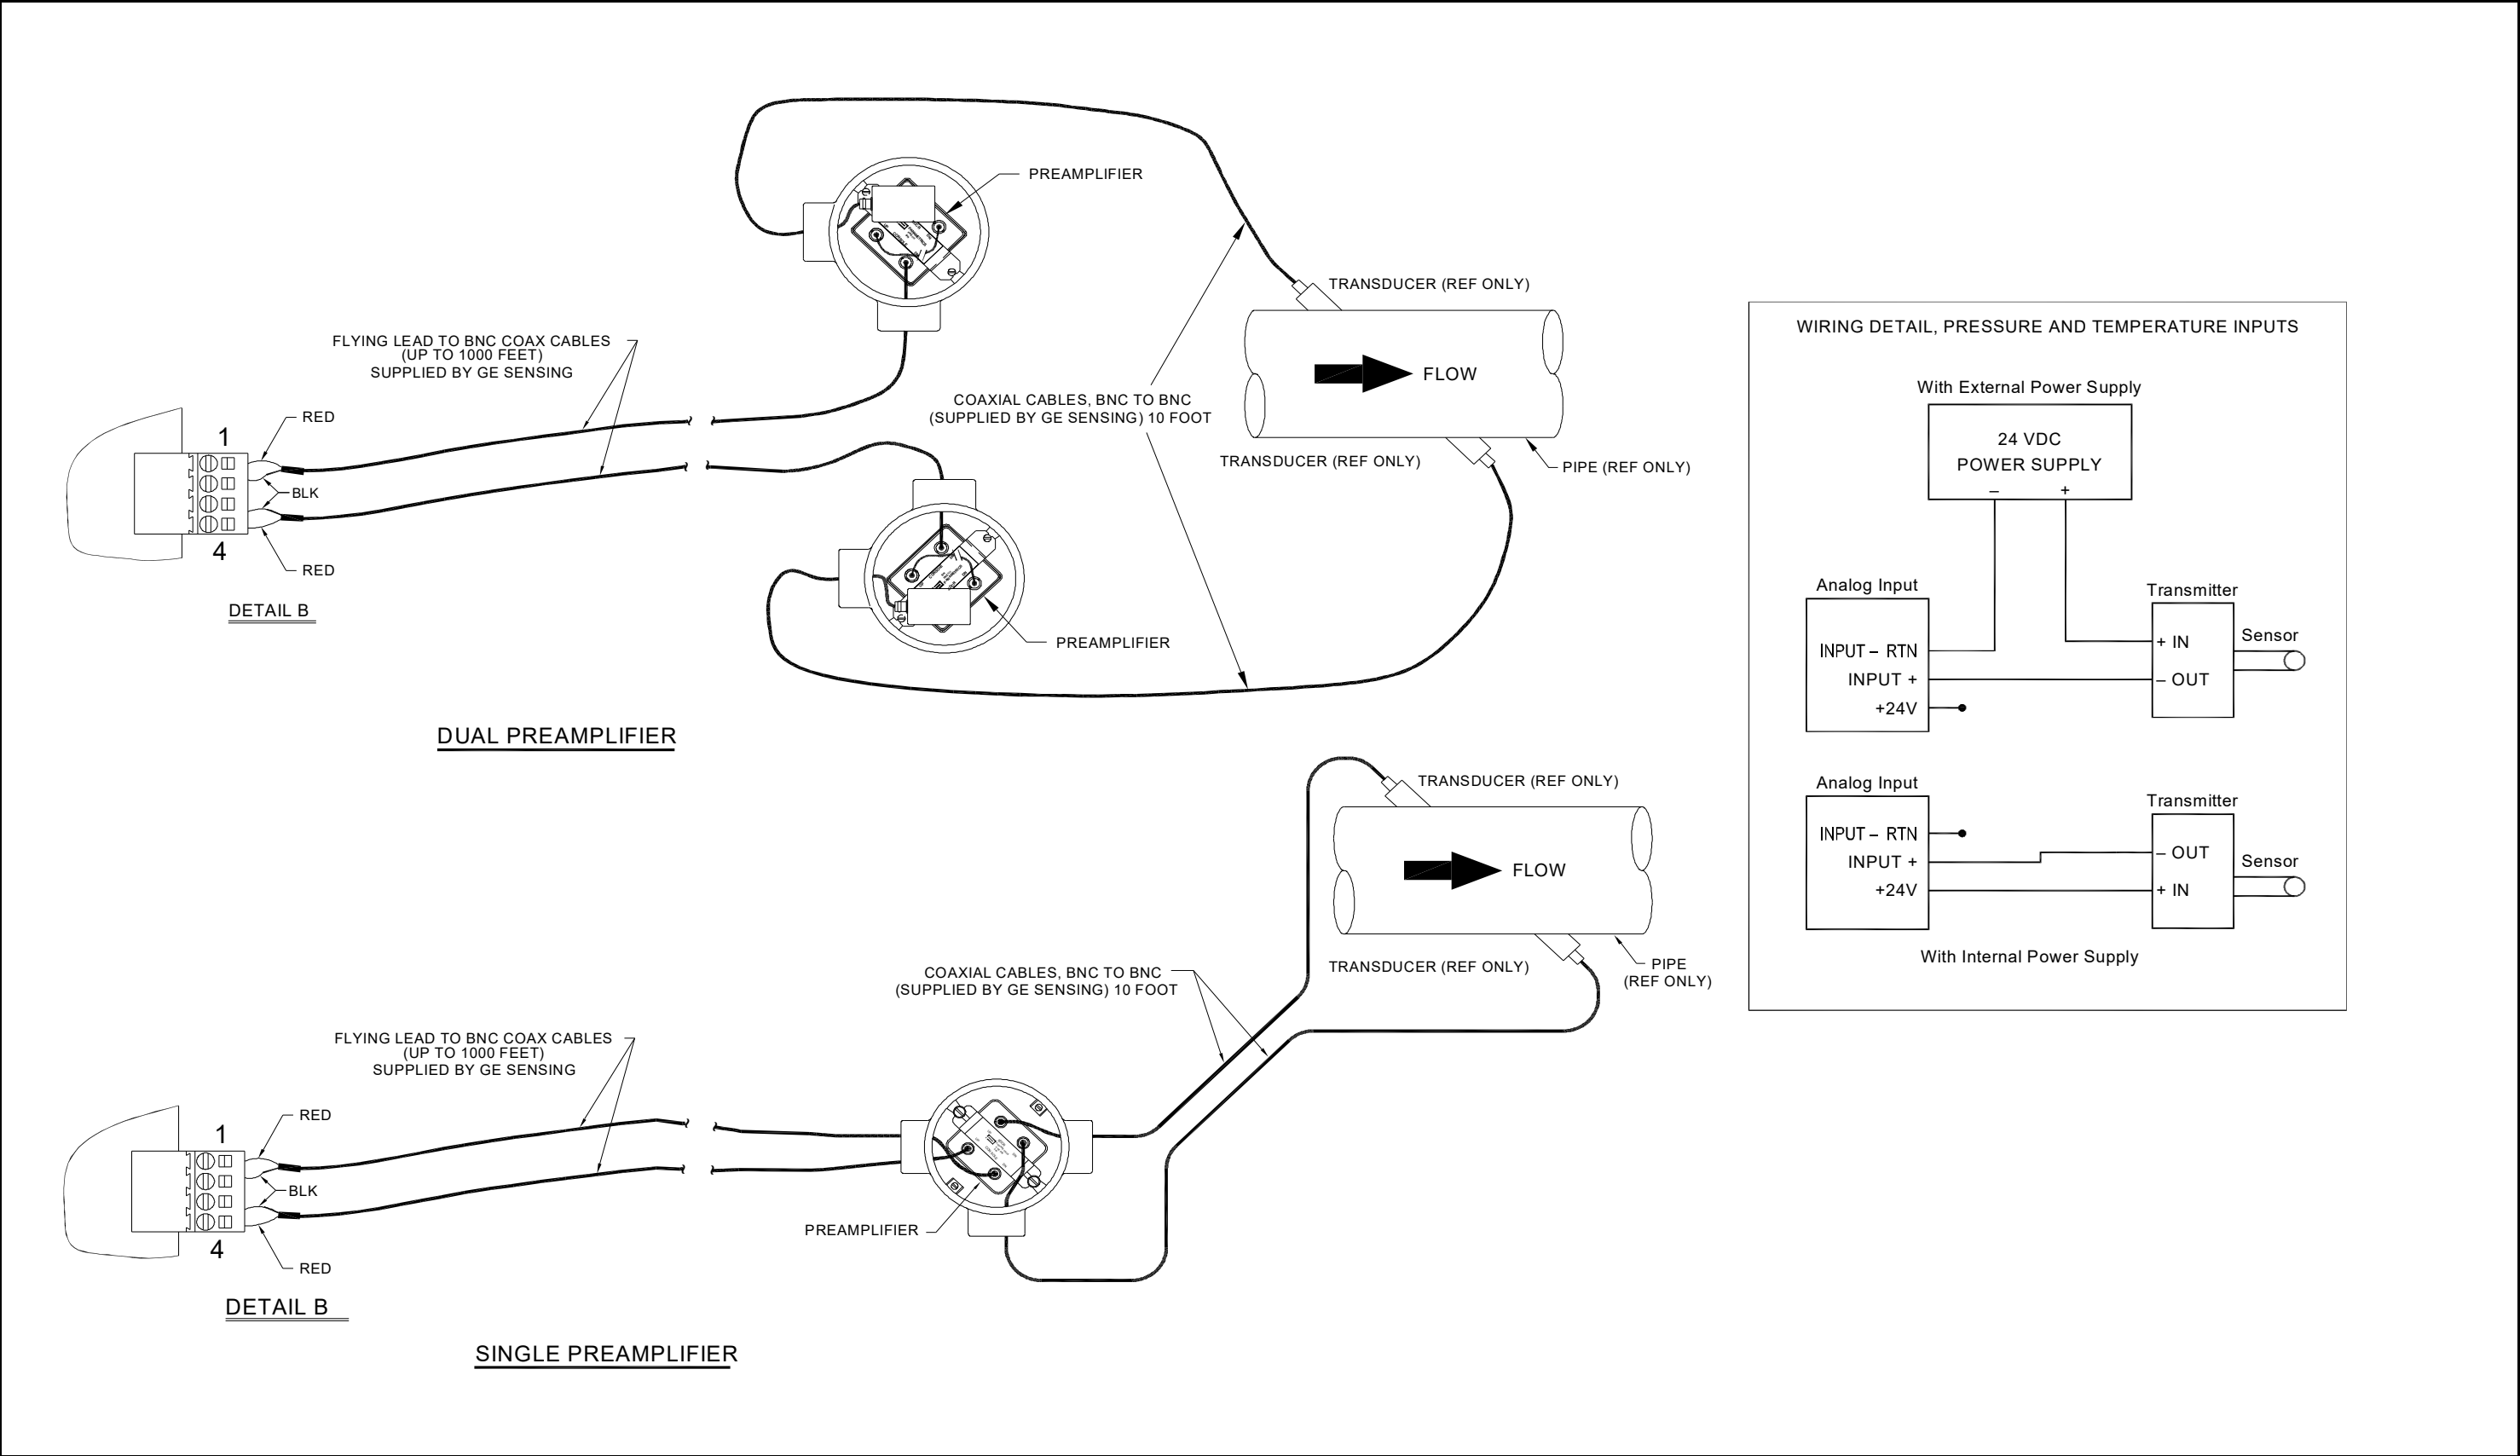 PREAMPLIFIER
TRANSDUCER (REF ONLY)
FLYING LEAD TO BNC COAX CABLES
(UP TO 1000 FEET)
SUPPLIED BY GE SENSING
FLOW
COAXIAL CABLES, BNC TO BNC
(SUPPLIED BY GE SENSING) 10 FOOT
RED
1
TRANSDUCER (REF ONLY)
PIPE (REF ONLY)
BLK
4
RED
DETAIL B
PREAMPLIFIER
DUAL PREAMPLIFIER
TRANSDUCER (REF ONLY)
FLOW
COAXIAL CABLES, BNC TO BNC
(SUPPLIED BY GE SENSING) 10 FOOT
TRANSDUCER (REF ONLY)
PIPE
(REF ONLY)
FLYING LEAD TO BNC COAX CABLES
(UP TO 1000 FEET)
SUPPLIED BY GE SENSING
RED
1
BLK
4
RED
PREAMPLIFIER
DETAIL B
SINGLE PREAMPLIFIER
WIRING DETAIL, PRESSURE AND TEMPERATURE INPUTS
With External Power Supply
24 VDC
POWER SUPPLY
– +
Analog Input
Transmitter
INPUT – RTN
+ IN
Sensor
INPUT +
– OUT
+24V
Analog Input
Transmitter
INPUT – RTN
INPUT +
– OUT
Sensor
+24V
+ IN
With Internal Power Supply